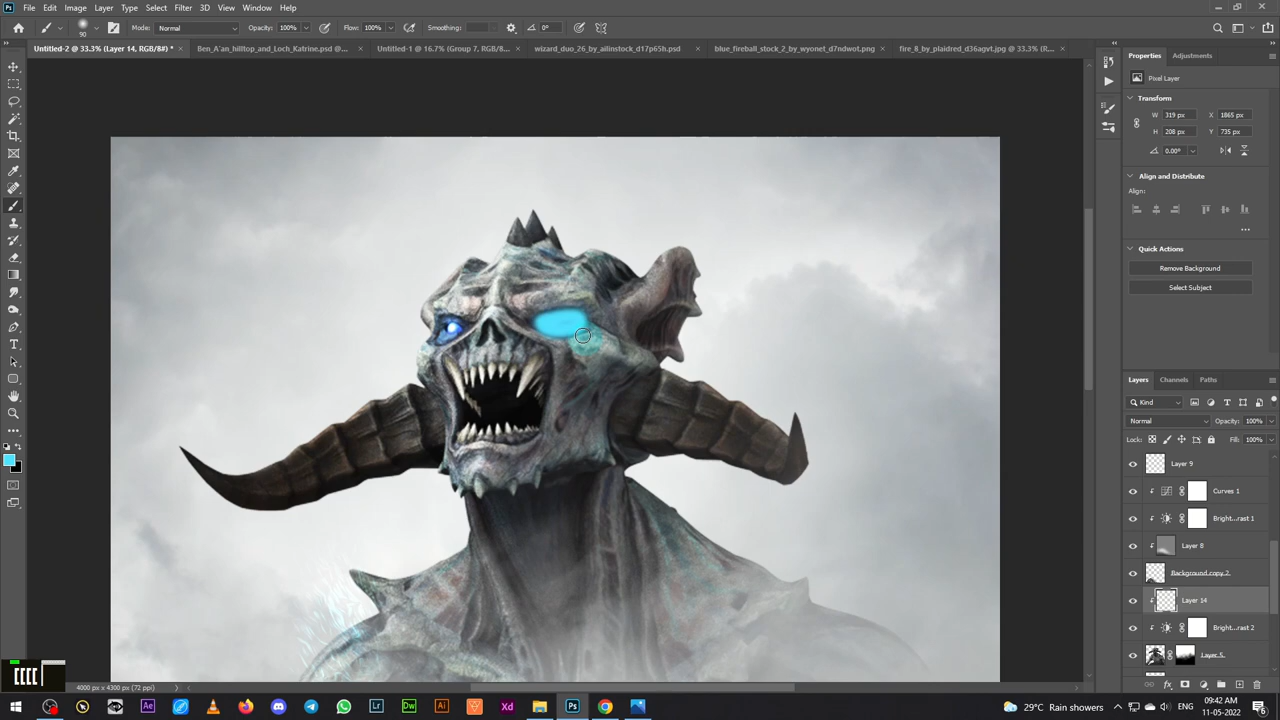 File Edit Image Layer Type Select Filter 3D View Window Help
90 Mode: Normal Opacity: 100% Flow: 100% Smoothing: 0°
Untitled-2 @ 33.3% (Layer 14, RGB/8#) * Ben_A'an_hilltop_and_Loch_Katrine.psd @... Untitled-1 @ 16.7% (Group 7, RGB/8... wizard_duo_26_by_ailinstock_d17p65h.psd blue_fireball_stock_2_by_wyonet_d7ndwot.png fire_8_by_plaidred_d36agvt.jpg @ 33.3% (R...
Properties Adjustments
Pixel Layer
Transform
W 319 px X 1865 px
H 208 px Y 735 px
0.00°
Align and Distribute
Align:
Quick Actions
Remove Background
Select Subject
Layers Channels Paths
Kind
Normal Opacity: 100%
Lock: Fill: 100%
Layer 9
Curves 1
Bright...rast 1
Layer 8
Background copy 2
Layer 14
Bright...rast 2
Layer 5
[[[[
4000 px x 4300 px (72 ppi)
29°C Rain showers ENG 09:42 AM
11-05-2022